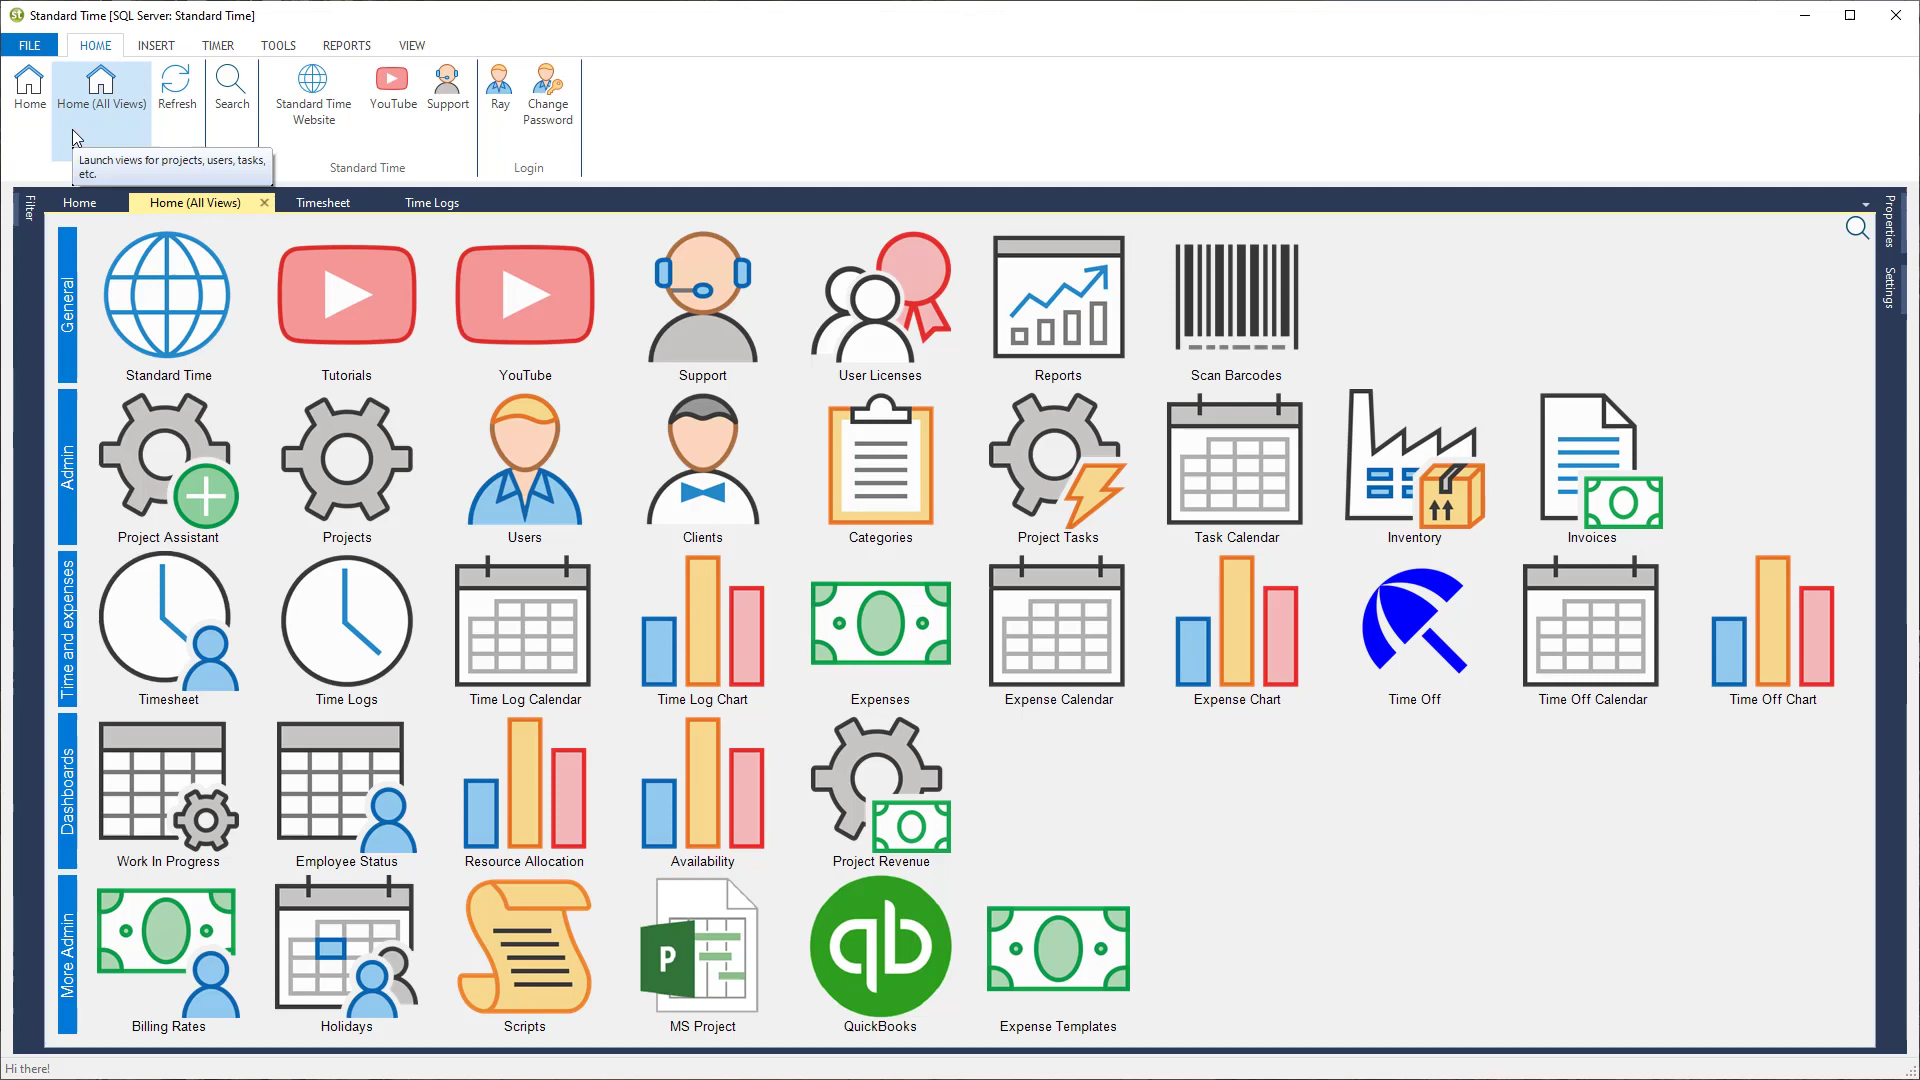 Standard Time [SQL Server: Standard Time]
FILE HOME INSERT TIMER TOOLS REPORTS VIEW
Home Home (All Views) Refresh Search Standard Time Website YouTube Support Ray Change Password
Launch views for projects, users, tasks,
etc.
Standard Time Login
Filter
Home Home (All Views) Timesheet Time Logs
Properties
Settings
General
Standard Time Tutorials YouTube Support User Licenses Reports Scan Barcodes
Admin
Project Assistant Projects Users Clients Categories Project Tasks Task Calendar Inventory Invoices
Time and expenses
Timesheet Time Logs Time Log Calendar Time Log Chart Expenses Expense Calendar Expense Chart Time Off Time Off Calendar Time Off Chart
Dashboards
Work In Progress Employee Status Resource Allocation Availability Project Revenue
More Admin
P
qb
Billing Rates Holidays Scripts MS Project QuickBooks Expense Templates
Hi there!